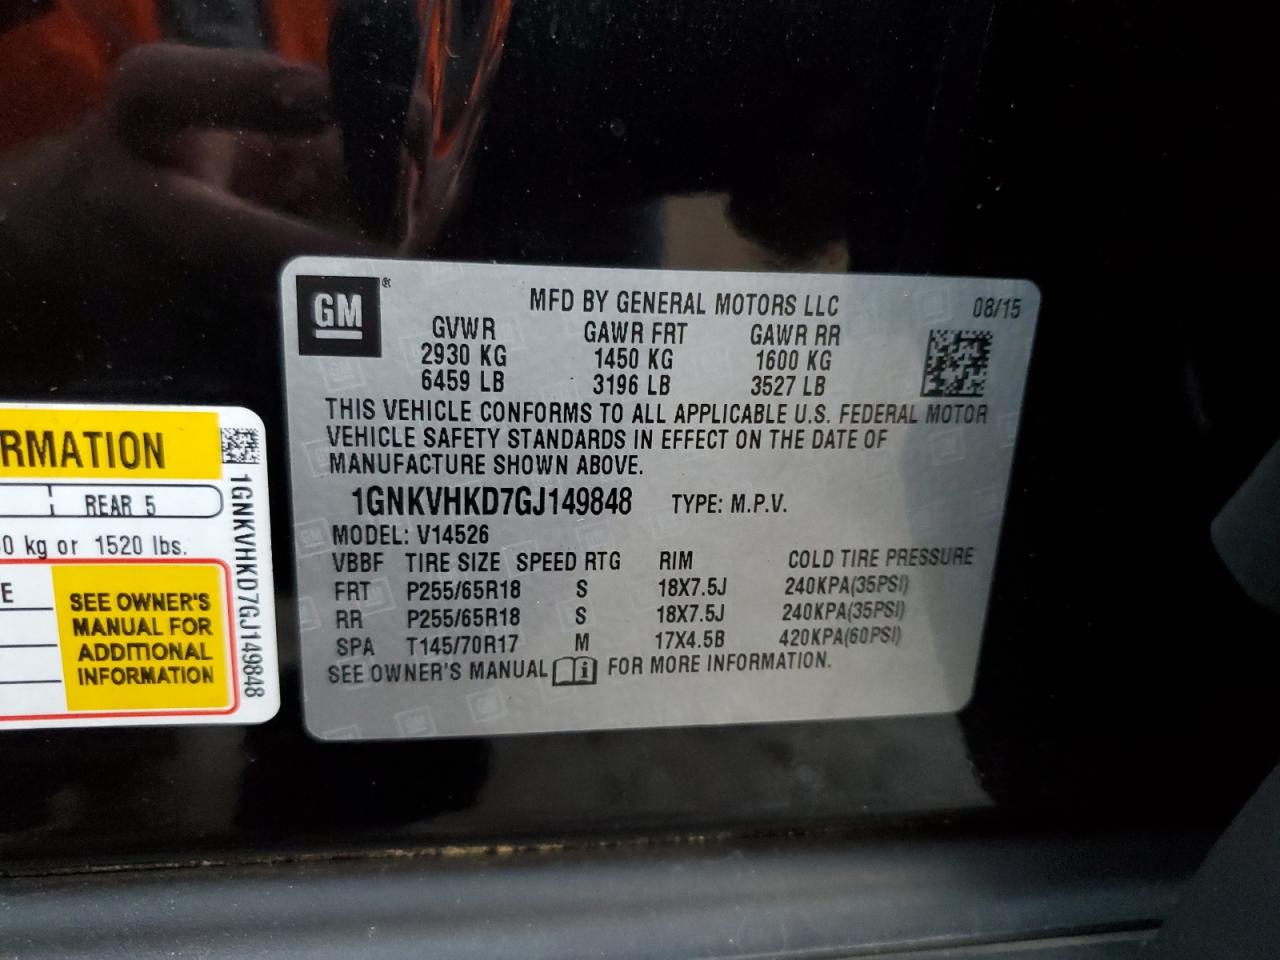 GM ®
MFD BY GENERAL MOTORS LLC 08/15
GVWR GAWR FRT GAWR RR
2930 KG 1450 KG 1600 KG
6459 LB 3196 LB 3527 LB
THIS VEHICLE CONFORMS TO ALL APPLICABLE U.S. FEDERAL MOTOR
VEHICLE SAFETY STANDARDS IN EFFECT ON THE DATE OF
MANUFACTURE SHOWN ABOVE.
1GNKVHKD7GJ149848 TYPE: M.P.V.
MODEL: V14526
VBBF TIRE SIZE SPEED RTG RIM COLD TIRE PRESSURE
FRT P255/65R18 S 18X7.5J 240KPA(35PSI)
RR P255/65R18 S 18X7.5J 240KPA(35PSI)
SPA T145/70R17 M 17X4.5B 420KPA(60PSI)
SEE OWNER'S MANUAL i FOR MORE INFORMATION.
RMATION
REAR 5
0 kg or 1520 lbs.
E
SEE OWNER'S
MANUAL FOR
ADDITIONAL
INFORMATION
1GNKVHKD7GJ149848